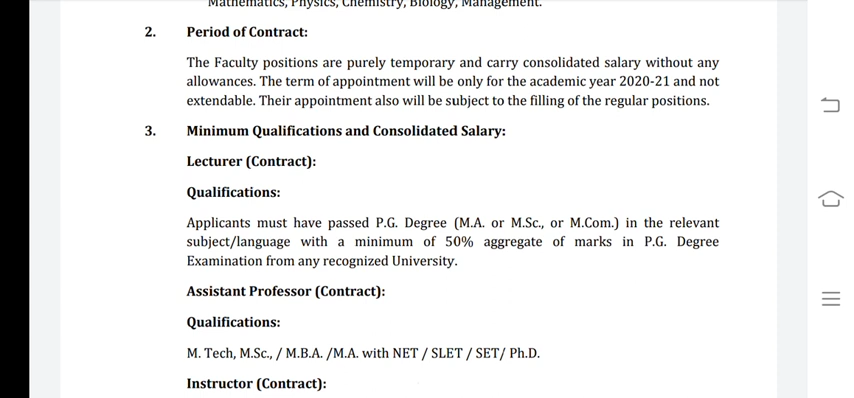 Mathematics, Physics, Chemistry, Biology, Management.
2. Period of Contract:
The Faculty positions are purely temporary and carry consolidated salary without any
allowances. The term of appointment will be only for the academic year 2020-21 and not
extendable. Their appointment also will be subject to the filling of the regular positions.
3. Minimum Qualifications and Consolidated Salary:
Lecturer (Contract):
Qualifications:
Applicants must have passed P.G. Degree (M.A. or M.Sc., or M.Com.) in the relevant
subject/language with a minimum of 50% aggregate of marks in P.G. Degree
Examination from any recognized University.
Assistant Professor (Contract):
Qualifications:
M. Tech, M.Sc., / M.B.A. /M.A. with NET / SLET / SET/ Ph.D.
Instructor (Contract):